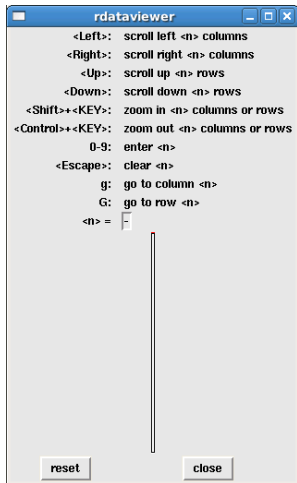 rdataviewer
<Left>: scroll left <n> columns
<Right>: scroll right <n> columns
<Up>: scroll up <n> rows
<Down>: scroll down <n> rows
<Shift>+<KEY>: zoom in <n> columns or rows
<Control>+<KEY>: zoom out <n> columns or rows
0-9: enter <n>
<Escape>: clear <n>
g: go to column <n>
G: go to row <n>
<n> = -
reset close